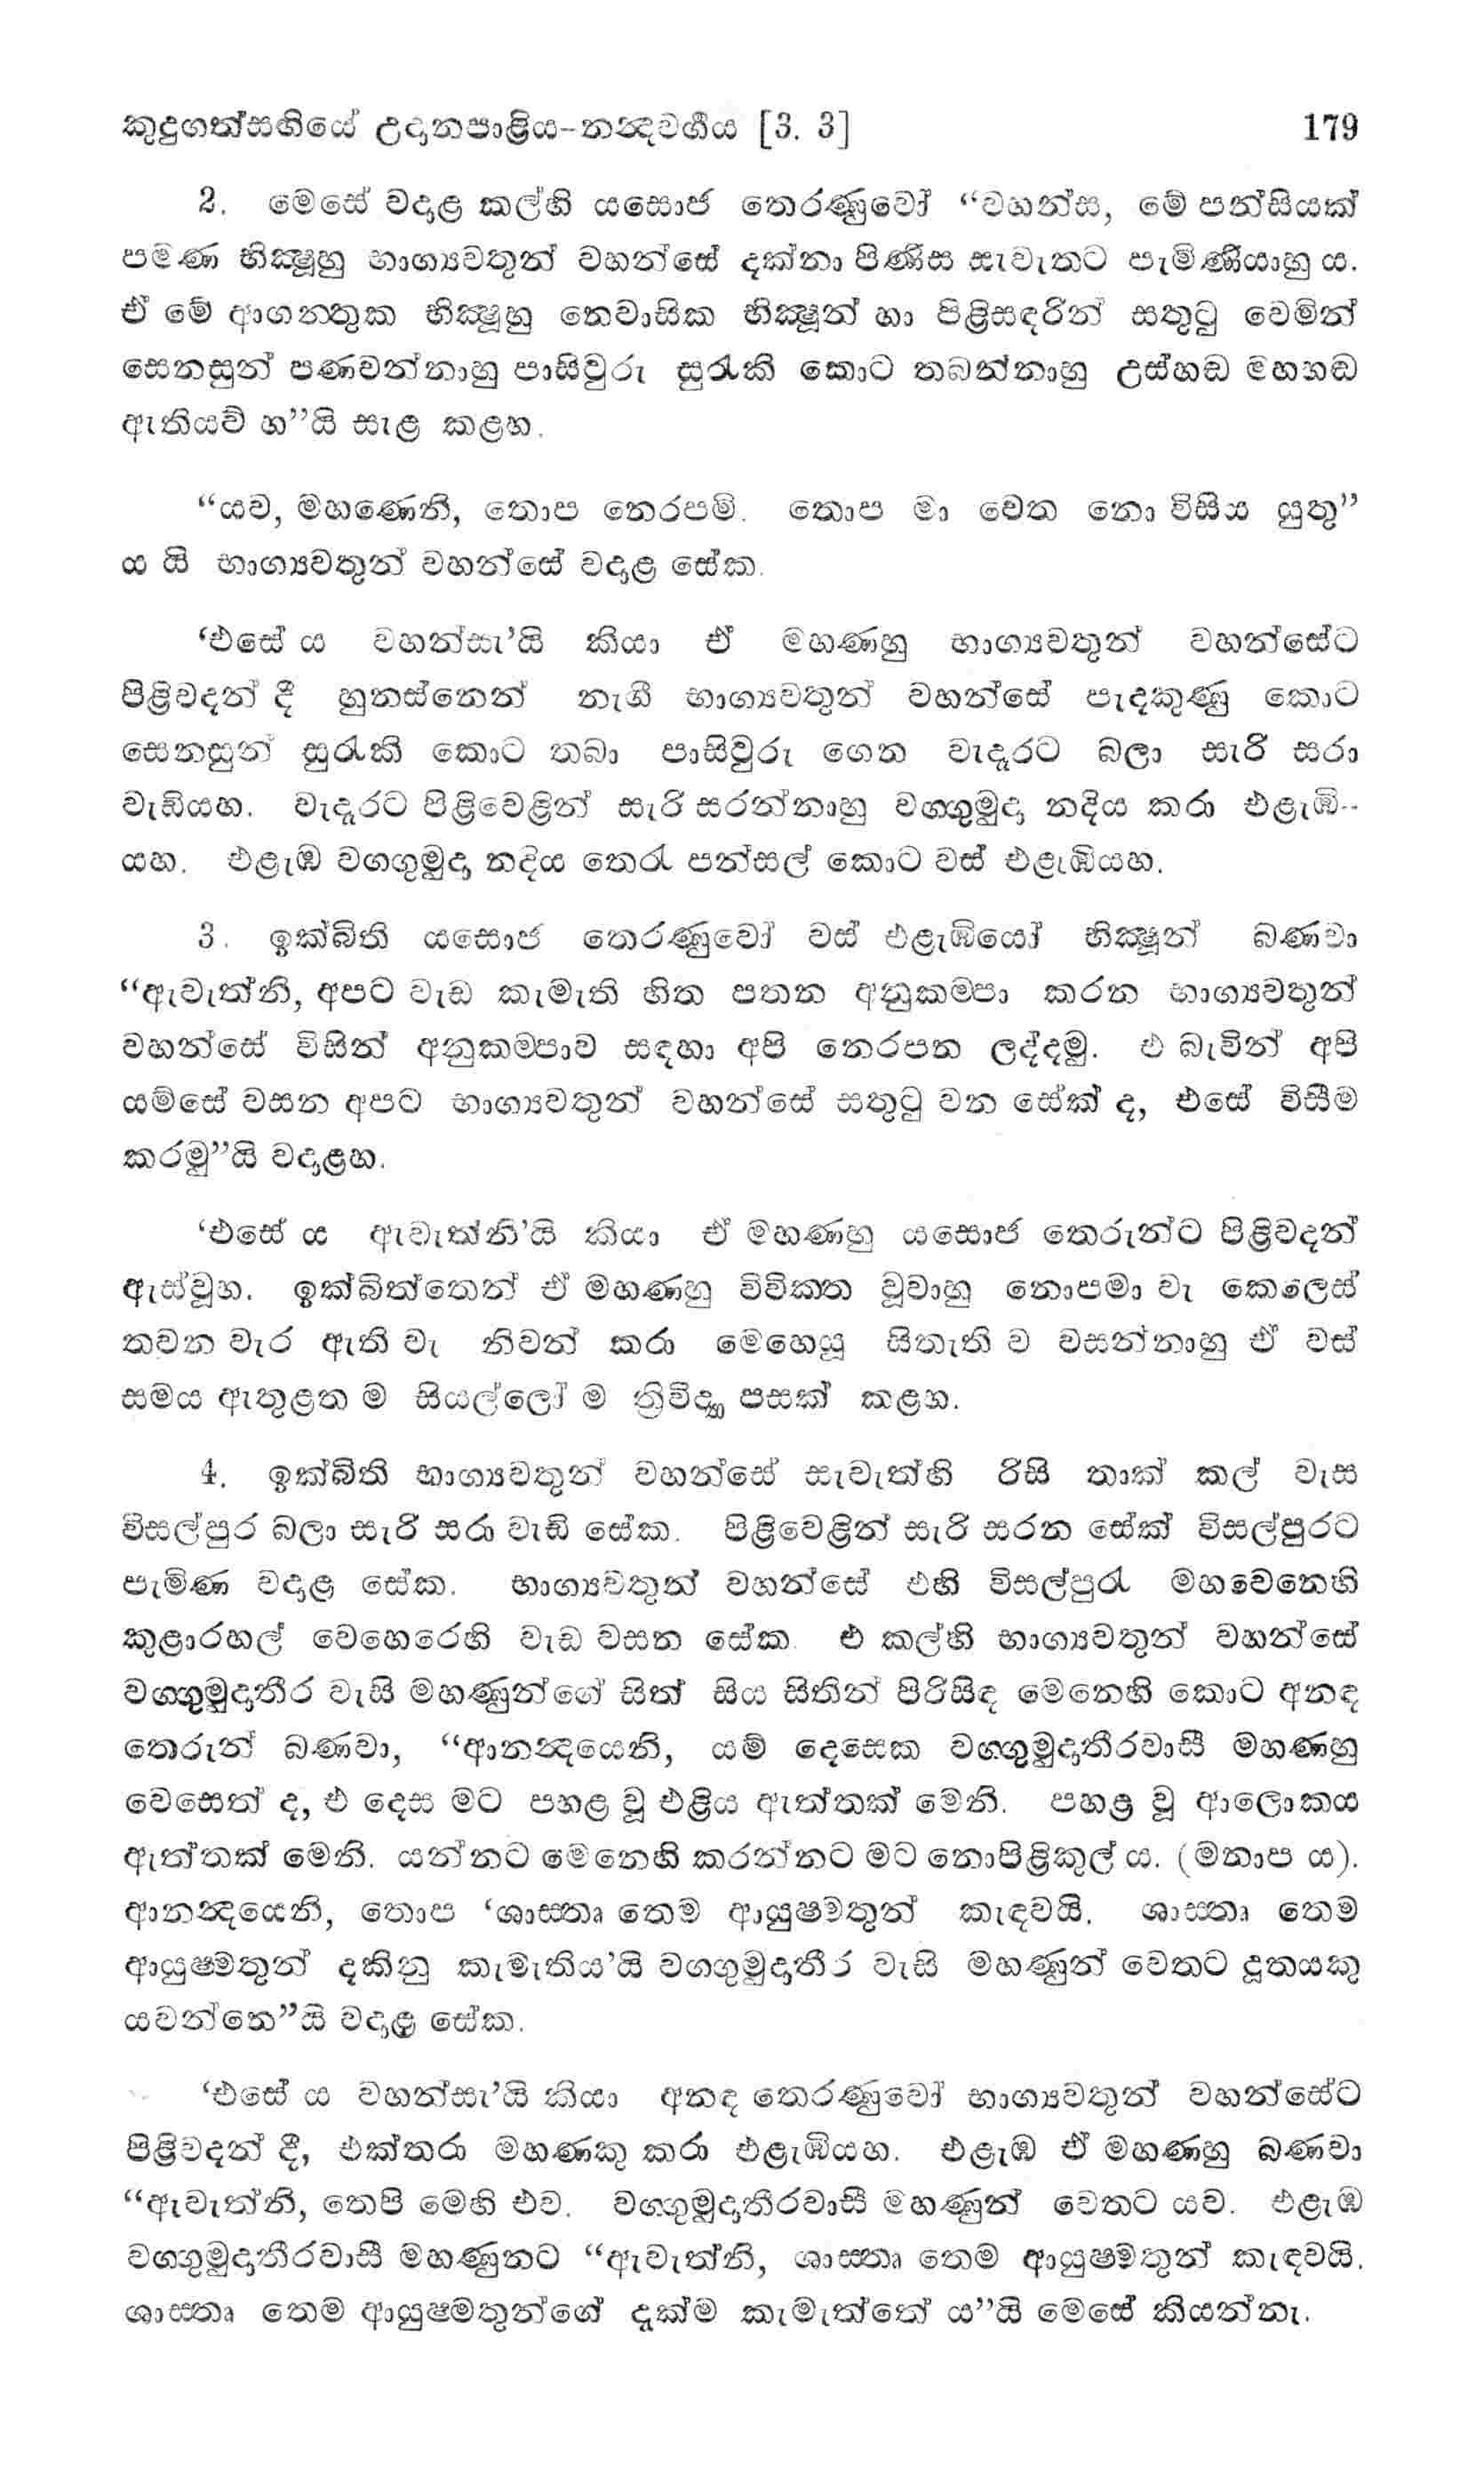 කුදුගත්සඟියේ උදානපාළිය-නන්දවර්ගය [3. 3] 179
2. මෙසේ වදාළ කල්හි යසොජ තෙරණුවෝ “වහන්ස, මේ පන්සියක්
පමණ භික්ෂූහු භාග්‍යවතුන් වහන්සේ දක්නා පිණිස සැවැතට පැමිණියාහු ය.
ඒ මේ ආගන්තුක භික්ෂූහු නෙවාසික භික්ෂූන් හා පිළිසඳරින් සතුටු වෙමින්
සෙනසුන් පණවන්නාහු පාසිවුරු සුරැකි කොට තබන්නාහු උස්හඬ මහහඬ
ඇතියව් හ”යි සැළ කළහ.
“යව, මහණෙනි, තොප නෙරපමි. තොප මා වෙත නො විසිය යුතු”
ය යි භාග්‍යවතුන් වහන්සේ වදාළ සේක.
‘එසේ ය වහන්සැ’යි කියා ඒ මහණහු භාග්‍යවතුන් වහන්සේට
පිළිවදන් දී හුනස්නෙන් නැගී භාග්‍යවතුන් වහන්සේ පැදකුණු කොට
සෙනසුන් සුරැකි කොට තබා පාසිවුරු ගෙන වැදෑරට බලා සැරි සරා
වැඩියහ. වැදෑරට පිළිවෙළින් සැරි සරන්නාහු වග්ගුමුදා නදිය කරා එළැඹි-
යහ. එළැඹ වග්ගුමුදා නදිය තෙරැ පන්සල් කොට වස් එළැඹියහ.
3. ඉක්බිති යසොජ තෙරණුවෝ වස් එළැඹියෝ භික්ෂූන් බණවා
“ඇවැත්නි, අපට වැඩ කැමැති හිත පතන අනුකම්පා කරන භාග්‍යවතුන්
වහන්සේ විසින් අනුකම්පාව සඳහා අපි නෙරපන ලද්දමු. එ බැවින් අපි
යම්සේ වසන අපට භාග්‍යවතුන් වහන්සේ සතුටු වන සේක් ද, එසේ විසීම
කරමු”යි වදාළහ.
‘එසේ ය ඇවැත්නි’යි කියා ඒ මහණහු යසොජ තෙරුන්ට පිළිවදන්
ඇස්වූහ. ඉක්බිත්තෙන් ඒ මහණහු විවික්ත වූවාහු නොපමා වැ කෙලෙස්
තවන වැර ඇති වැ නිවන් කරා මෙහෙයූ සිතැති ව වසන්නාහු ඒ වස්
සමය ඇතුළත ම සියල්ලෝ ම ත්‍රිවිද්‍යා පසක් කළහ.
4. ඉක්බිති භාග්‍යවතුන් වහන්සේ සැවැත්හි රිසි තාක් කල් වැස
විසල්පුර බලා සැරි සරා වැඩි සේක. පිළිවෙළින් සැරි සරන සේක් විසල්පුරට
පැමිණ වදාළ සේක. භාග්‍යවතුන් වහන්සේ එහි විසල්පුරැ මහවෙනෙහි
කුළාරහල් වෙහෙරෙහි වැඩ වසන සේක. එ කල්හි භාග්‍යවතුන් වහන්සේ
වග්ගුමුදාතීර වැසි මහණුන්ගේ සිත් සිය සිතින් පිරිසිඳ මෙනෙහි කොට අනඳ
තෙරුන් බණවා, “ආනන්දයෙනි, යම් දෙසෙක වග්ගුමුදාතීරවාසී මහණහු
වෙසෙත් ද, එ දෙස මට පහළ වූ එළිය ඇත්තක් මෙනි. පහළ වූ ආලොකය
ඇත්තක් මෙනි. යන්නට මෙනෙහි කරන්නට මට නොපිළිකුල් ය. (මනාප ය).
ආනන්දයෙනි, තොප ‘ශාස්තෘ තෙම ආයුෂ්මතුන් කැඳවයි. ශාස්තෘ තෙම
ආයුෂ්මතුන් දකිනු කැමැතිය’යි වග්ගුමුදාතීර වැසි මහණුන් වෙතට දූතයකු
යවන්නෙ”යි වදාළ සේක.
‘එසේ ය වහන්සැ’යි කියා අනඳ තෙරණුවෝ භාග්‍යවතුන් වහන්සේට
පිළිවදන් දී, එක්තරා මහණකු කරා එළැඹියහ. එළැඹ ඒ මහණහු බණවා
“ඇවැත්නි, තෙපි මෙහි එව. වග්ගුමුදාතීරවාසී මහණුන් වෙතට යව. එළැඹ
වග්ගුමුදාතීරවාසී මහණුනට “ඇවැත්නි, ශාස්තෘ තෙම ආයුෂ්මතුන් කැඳවයි.
ශාස්තෘ තෙම ආයුෂ්මතුන්ගේ දැක්ම කැමැත්තේ ය”යි මෙසේ කියන්නැ.